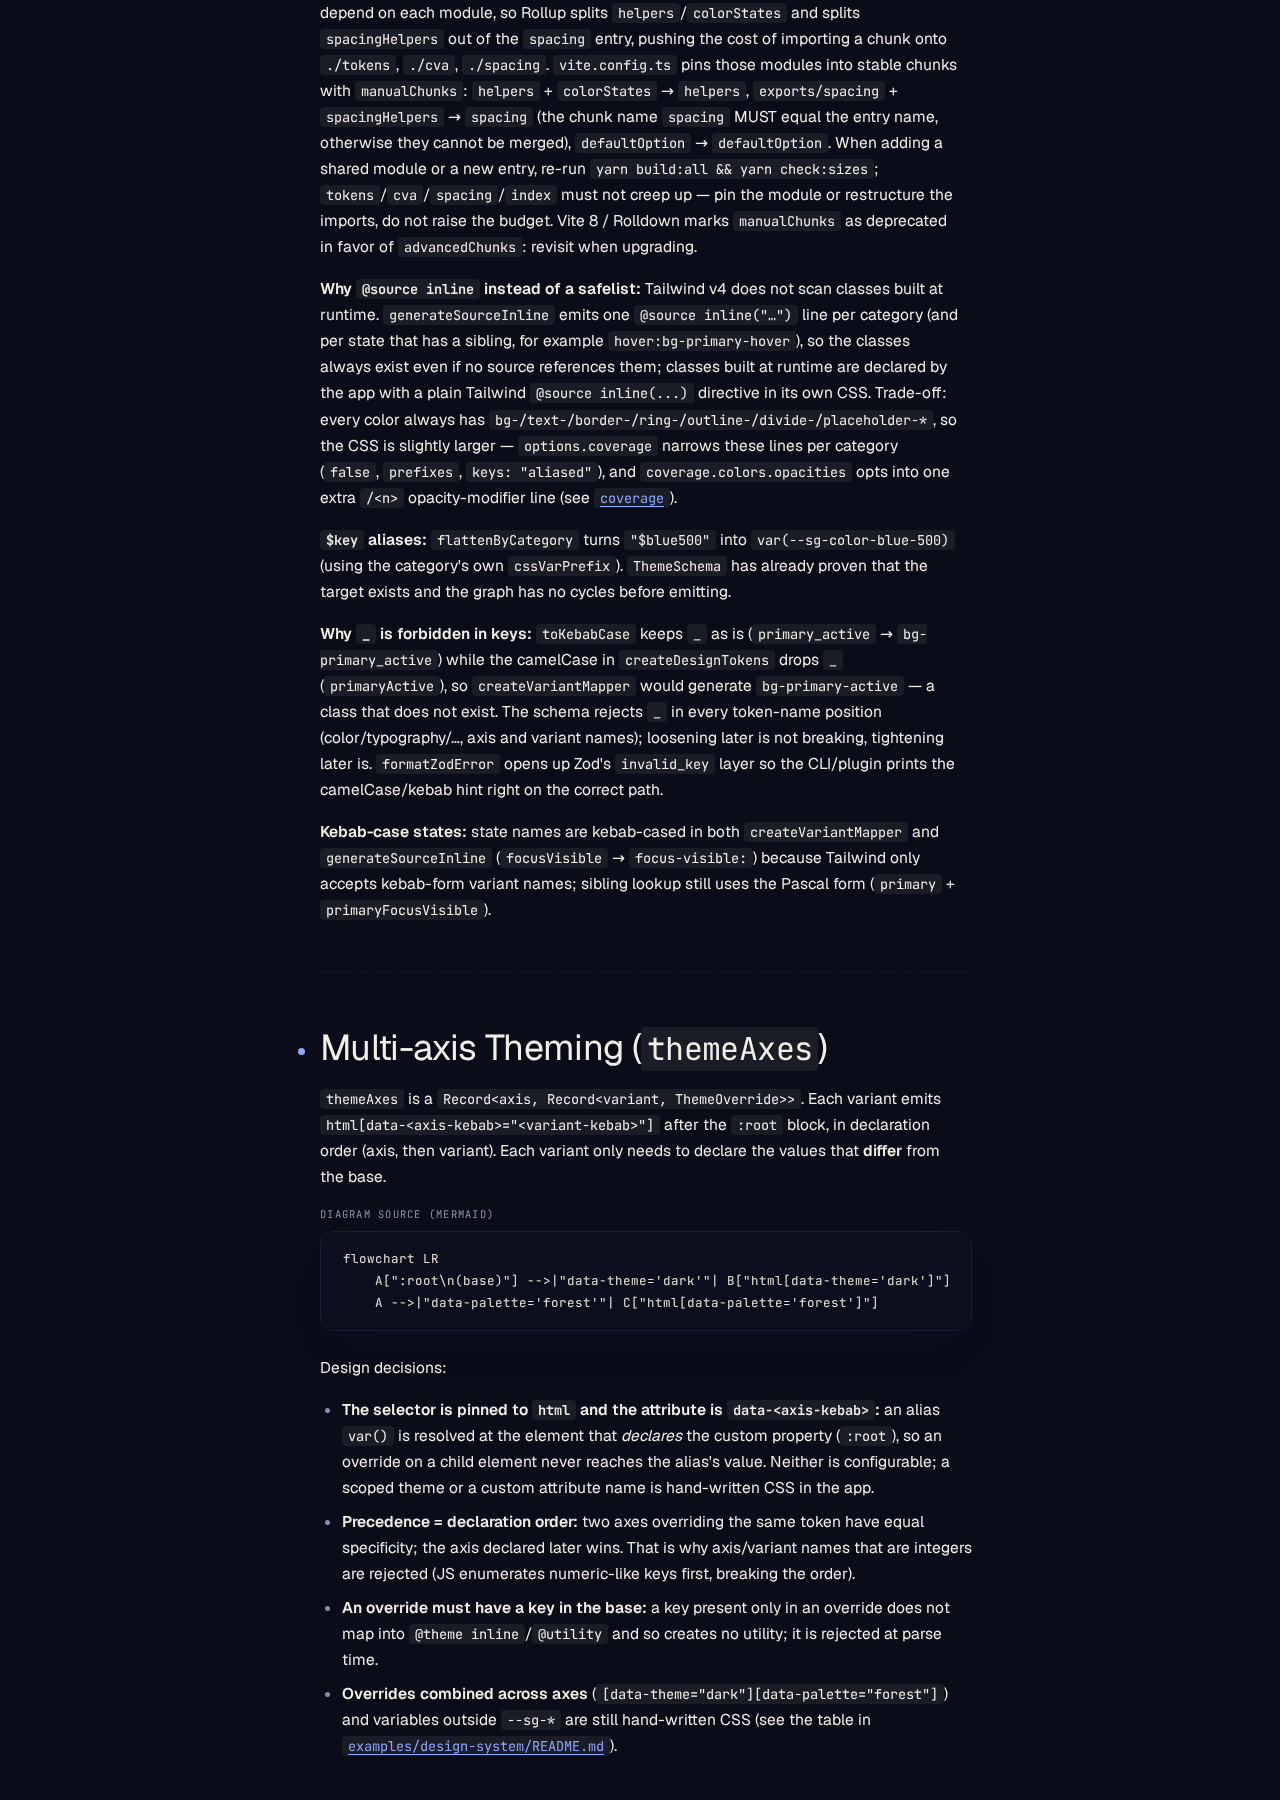 depend on each module, so Rollup splits helpers/colorStates and splits
spacingHelpers out of the spacing entry, pushing the cost of importing a chunk onto
./tokens, ./cva, ./spacing. vite.config.ts pins those modules into stable chunks
with manualChunks: helpers + colorStates → helpers, exports/spacing +
spacingHelpers → spacing (the chunk name spacing MUST equal the entry name,
otherwise they cannot be merged), defaultOption → defaultOption. When adding a
shared module or a new entry, re-run yarn build:all && yarn check:sizes;
tokens/cva/spacing/index must not creep up — pin the module or restructure the
imports, do not raise the budget. Vite 8 / Rolldown marks manualChunks as deprecated
in favor of advancedChunks: revisit when upgrading.
Why @source inline instead of a safelist: Tailwind v4 does not scan classes built at
runtime. generateSourceInline emits one @source inline("…") line per category (and
per state that has a sibling, for example hover:bg-primary-hover), so the classes
always exist even if no source references them; classes built at runtime are declared by
the app with a plain Tailwind @source inline(...) directive in its own CSS. Trade-off:
every color always has bg-/text-/border-/ring-/outline-/divide-/placeholder-*, so
the CSS is slightly larger — options.coverage narrows these lines per category
(false, prefixes, keys: "aliased"), and coverage.colors.opacities opts into one
extra /<n> opacity-modifier line (see coverage).
$key aliases: flattenByCategory turns "$blue500" into var(--sg-color-blue-500)
(using the category's own cssVarPrefix). ThemeSchema has already proven that the
target exists and the graph has no cycles before emitting.
Why _ is forbidden in keys: toKebabCase keeps _ as is (primary_active → bg-
primary_active) while the camelCase in createDesignTokens drops _
(primaryActive), so createVariantMapper would generate bg-primary-active — a
class that does not exist. The schema rejects _ in every token-name position
(color/typography/…, axis and variant names); loosening later is not breaking, tightening
later is. formatZodError opens up Zod's invalid_key layer so the CLI/plugin prints the
camelCase/kebab hint right on the correct path.
Kebab-case states: state names are kebab-cased in both createVariantMapper and
generateSourceInline (focusVisible → focus-visible:) because Tailwind only
accepts kebab-form variant names; sibling lookup still uses the Pascal form (primary +
primaryFocusVisible).
Multi-axis Theming (themeAxes)
themeAxes is a Record<axis, Record<variant, ThemeOverride>>. Each variant emits
html[data-<axis-kebab>="<variant-kebab>"] after the :root block, in declaration
order (axis, then variant). Each variant only needs to declare the values that differ from
the base.
DIAGRAM SOURCE (MERMAID)
flowchart LR
    A[":root\n(base)"] -->|"data-theme='dark'"| B["html[data-theme='dark']"]
    A -->|"data-palette='forest'"| C["html[data-palette='forest']"]
Design decisions:
• The selector is pinned to html and the attribute is data-<axis-kebab>: an alias
var() is resolved at the element that declares the custom property (:root), so an
override on a child element never reaches the alias's value. Neither is configurable; a
scoped theme or a custom attribute name is hand-written CSS in the app.
• Precedence = declaration order: two axes overriding the same token have equal
specificity; the axis declared later wins. That is why axis/variant names that are integers
are rejected (JS enumerates numeric-like keys first, breaking the order).
• An override must have a key in the base: a key present only in an override does not
map into @theme inline/@utility and so creates no utility; it is rejected at parse
time.
• Overrides combined across axes ([data-theme="dark"][data-palette="forest"])
and variables outside --sg-* are still hand-written CSS (see the table in
examples/design-system/README.md).